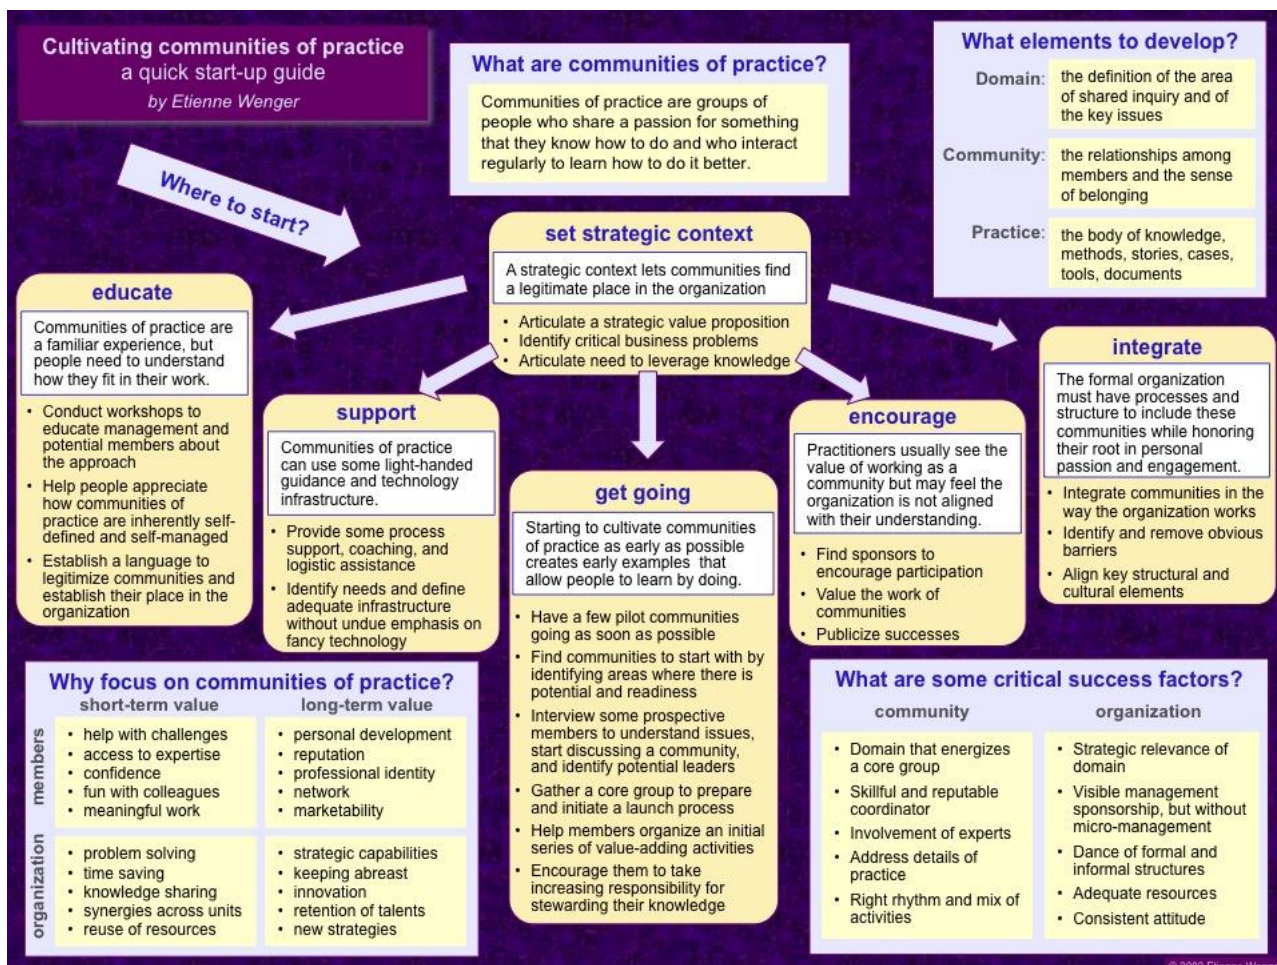 Cultivating communities of practice
a quick start-up guide
by Etienne Wenger
What are communities of practice?
Communities of practice are groups of
people who share a passion for something
that they know how to do and who interact
regularly to learn how to do it better.
What elements to develop?
Domain:
the definition of the area
of shared inquiry and of
the key issues
Community:
the relationships among
members and the sense
of belonging
Practice:
the body of knowledge,
methods, stories, cases,
tools, documents
Where to start?
set strategic context
A strategic context lets communities find
a legitimate place in the organization
• Articulate a strategic value proposition
• Identify critical business problems
• Articulate need to leverage knowledge
educate
Communities of practice are
a familiar experience, but
people need to understand
how they fit in their work.
• Conduct workshops to
educate management and
potential members about
the approach
• Help people appreciate
how communities of
practice are inherently self-
defined and self-managed
• Establish a language to
legitimize communities and
establish their place in the
organization
support
Communities of practice
can use some light-handed
guidance and technology
infrastructure.
• Provide some process
support, coaching, and
logistic assistance
• Identify needs and define
adequate infrastructure
without undue emphasis on
fancy technology
get going
Starting to cultivate communities
of practice as early as possible
creates early examples that
allow people to learn by doing.
• Have a few pilot communities
going as soon as possible
• Find communities to start with by
identifying areas where there is
potential and readiness
• Interview some prospective
members to understand issues,
start discussing a community,
and identify potential leaders
• Gather a core group to prepare
and initiate a launch process
• Help members organize an initial
series of value-adding activities
• Encourage them to take
increasing responsibility for
stewarding their knowledge
encourage
Practitioners usually see the
value of working as a
community but may feel the
organization is not aligned
with their understanding.
• Find sponsors to
encourage participation
• Value the work of
communities
• Publicize successes
integrate
The formal organization
must have processes and
structure to include these
communities while honoring
their root in personal
passion and engagement.
• Integrate communities in the
way the organization works
• Identify and remove obvious
barriers
• Align key structural and
cultural elements
Why focus on communities of practice?
short-term value
long-term value
members
• help with challenges
• access to expertise
• confidence
• fun with colleagues
• meaningful work
• personal development
• reputation
• professional identity
• network
• marketability
organization
• problem solving
• time saving
• knowledge sharing
• synergies across units
• reuse of resources
• strategic capabilities
• keeping abreast
• innovation
• retention of talents
• new strategies
What are some critical success factors?
community
organization
• Domain that energizes
a core group
• Skillful and reputable
coordinator
• Involvement of experts
• Address details of
practice
• Right rhythm and mix of
activities
• Strategic relevance of
domain
• Visible management
sponsorship, but without
micro-management
• Dance of formal and
informal structures
• Adequate resources
• Consistent attitude